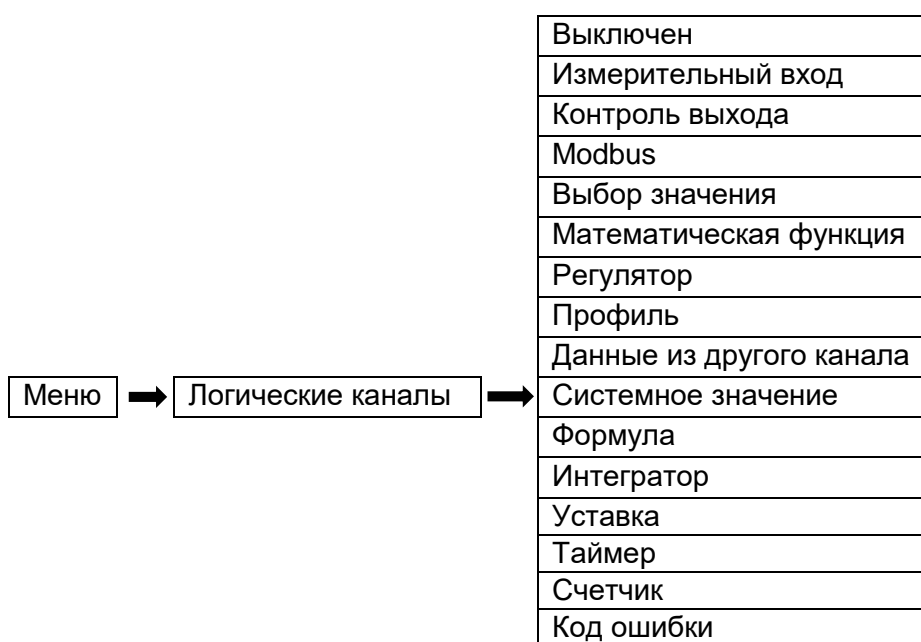 Выключен
Измерительный вход
Контроль выхода
Modbus
Выбор значения
Математическая функция
Регулятор
Профиль
Данные из другого канала
Меню
Логические каналы
Системное значение
Формула
Интегратор
Уставка
Таймер
Счетчик
Код ошибки